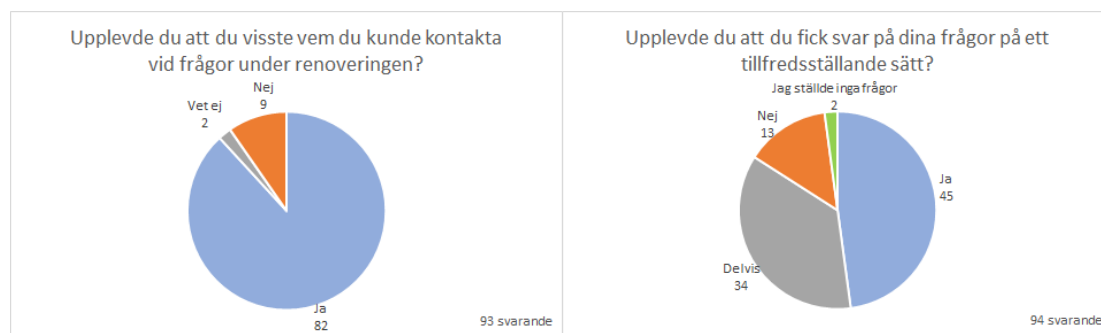 Upplevde du att du visste vem du kunde kontakta
vid frågor under renoveringen?
Nej
9
Vet ej
2
Ja
82
93 svarande
Upplevde du att du fick svar på dina frågor på ett
tillfredsställande sätt?
Jag ställde inga frågor
2
Nej
13
Ja
45
Delvis
34
94 svarande